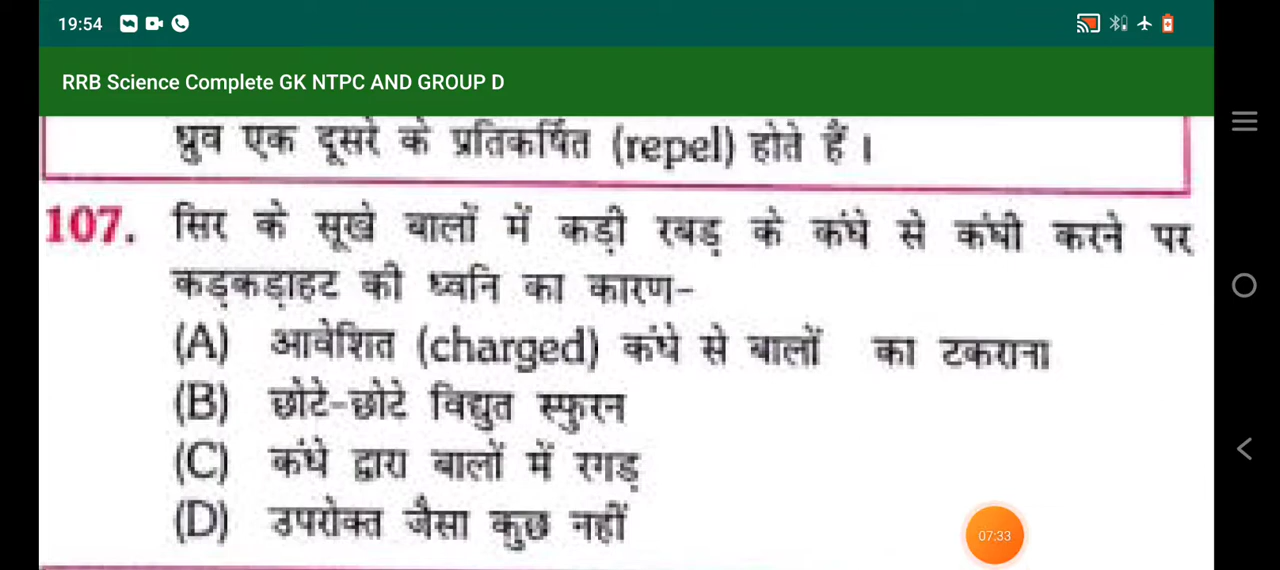 19:54
RRB Science Complete GK NTPC AND GROUP D
ध्रुव एक दूसरे के प्रतिकर्षित (repel) होते हैं ।
107. सिर के सूखे बालों में कड़ी रबड़ के कंघे से कंघी करने पर
कड़कड़ाहट की ध्वनि का कारण-
(A) आवेशित (charged) कंघे से बालों का टकराना
(B) छोटे-छोटे विद्युत स्फुरन
(C) कंघे द्वारा बालों में रगड़
(D) उपरोक्त जैसा कुछ नहीं
07:33